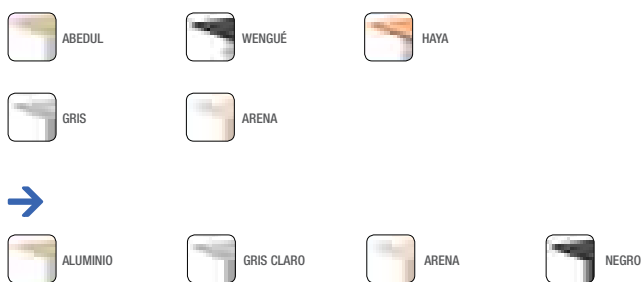 ABEDUL WENGUÉ HAYA
GRIS ARENA
ALUMINIO GRIS CLARO ARENA NEGRO